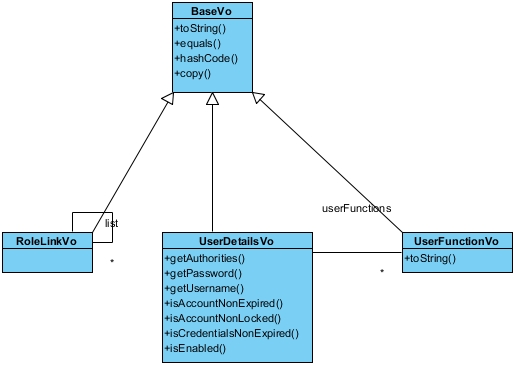 BaseVo
+toString()
+equals()
+hashCode()
+copy()
userFunctions
list
RoleLinkVo
*
UserDetailsVo
+getAuthorities()
+getPassword()
+getUsername()
+isAccountNonExpired()
+isAccountNonLocked()
+isCredentialsNonExpired()
+isEnabled()
UserFunctionVo
+toString()
*